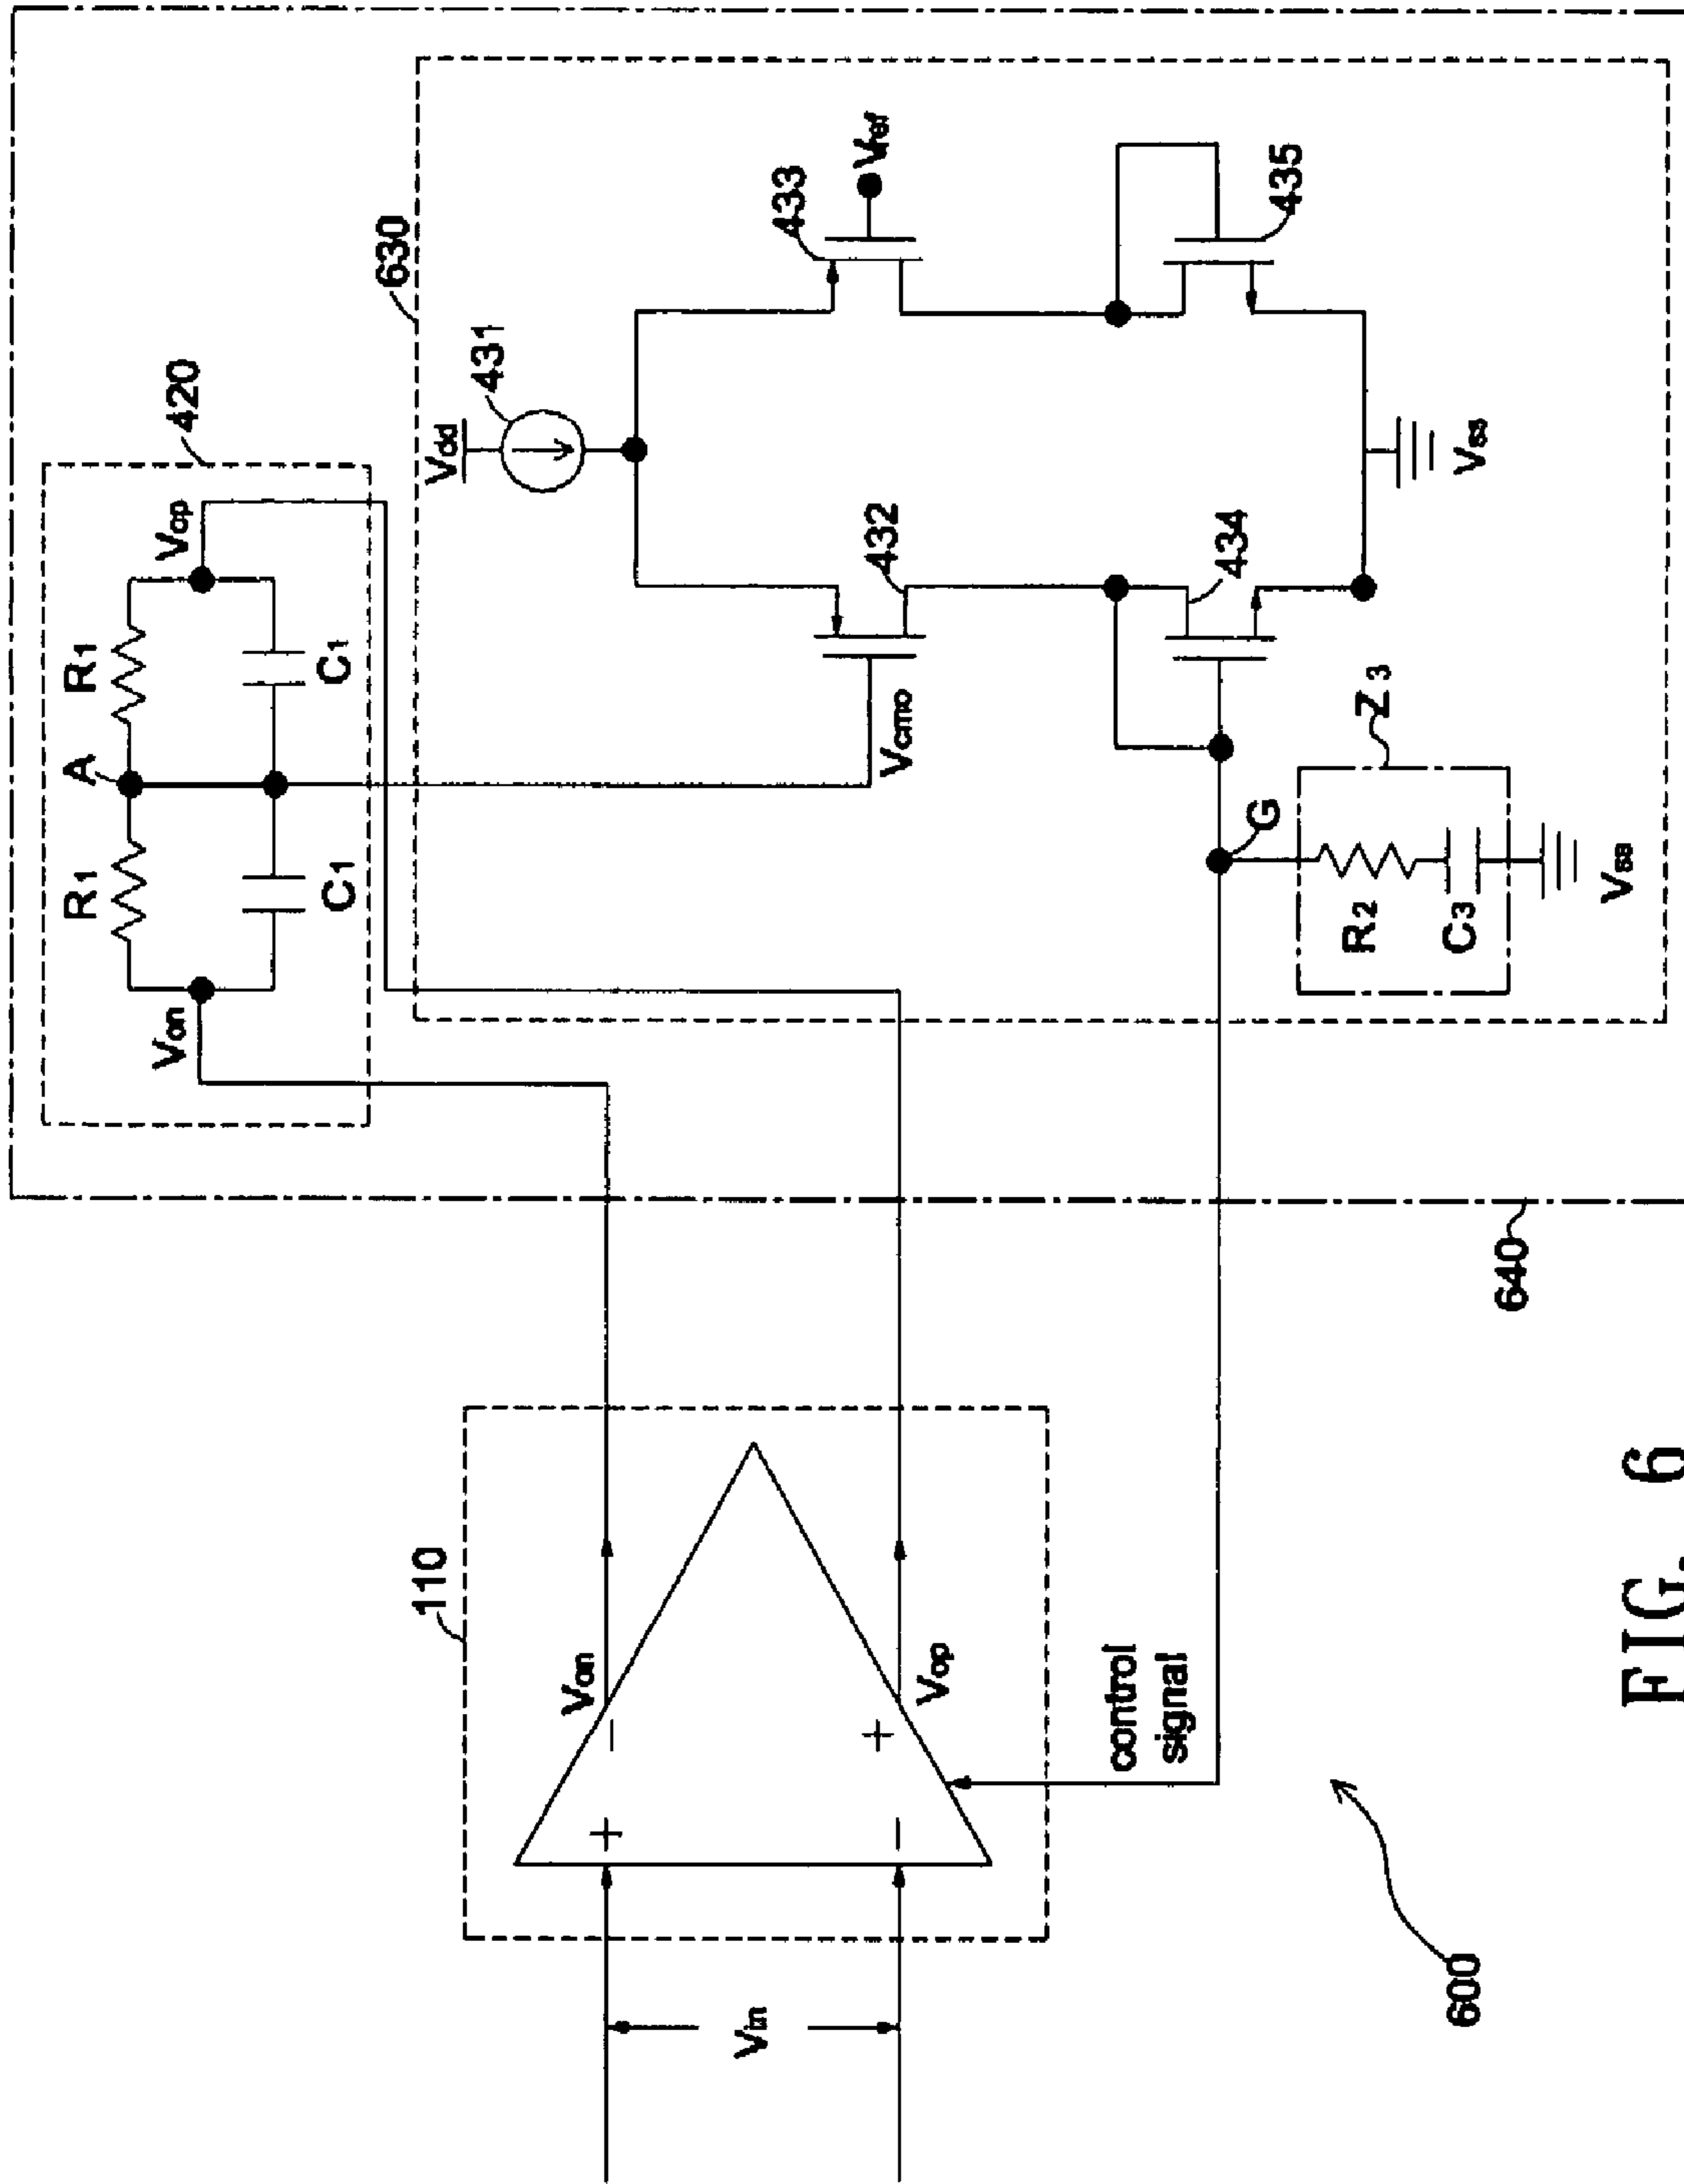 640
420
Von
A
Vop
R1
R1
C1
C1
630
Vdd
431
433
Vref
Vcmo
432
434
435
G
Z3
R2
C3
Vss
Vss
110
Von
Vin
+
−
−
+
Vop
control
signal
600
FIG. 6